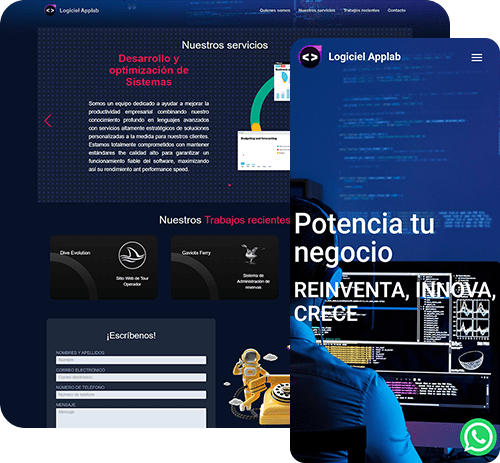 Logiciel Applab
Quienes somos
Nuestros servicios
Trabajos recientes
Contacto
Nuestros servicios
Desarrollo y
optimización de
Sistemas
Somos un equipo dedicado a ayudar a mejorar la
productividad empresarial combinando nuestro
conocimiento profundo en lenguajes avanzados
con servicios altamente estratégicos de soluciones
personalizadas a la medida para nuestros clientes.
Estamos totalmente comprometidos con mantener
estándares the calidad alto para garantizar un
funcionamiento fiable del software, maximizando
así su rendimiento ant performance speed.
Budgeting and Forecasting
Nuestros Trabajos recientes
Dive Evolution
Sitio Web de Tour
Operador
Gaviota Ferry
Sistema de
Administración de
reservas
¡Escríbenos!
NOMBRES Y APELLIDOS
Nombre
CORREO ELECTRONICO
Correo electrónico
NÚMERO DE TELÉFONO
Número de telefono
MENSAJE
Mensaje
Logiciel Applab
Potencia tu
negocio
REINVENTA, INNOVA,
CRECE